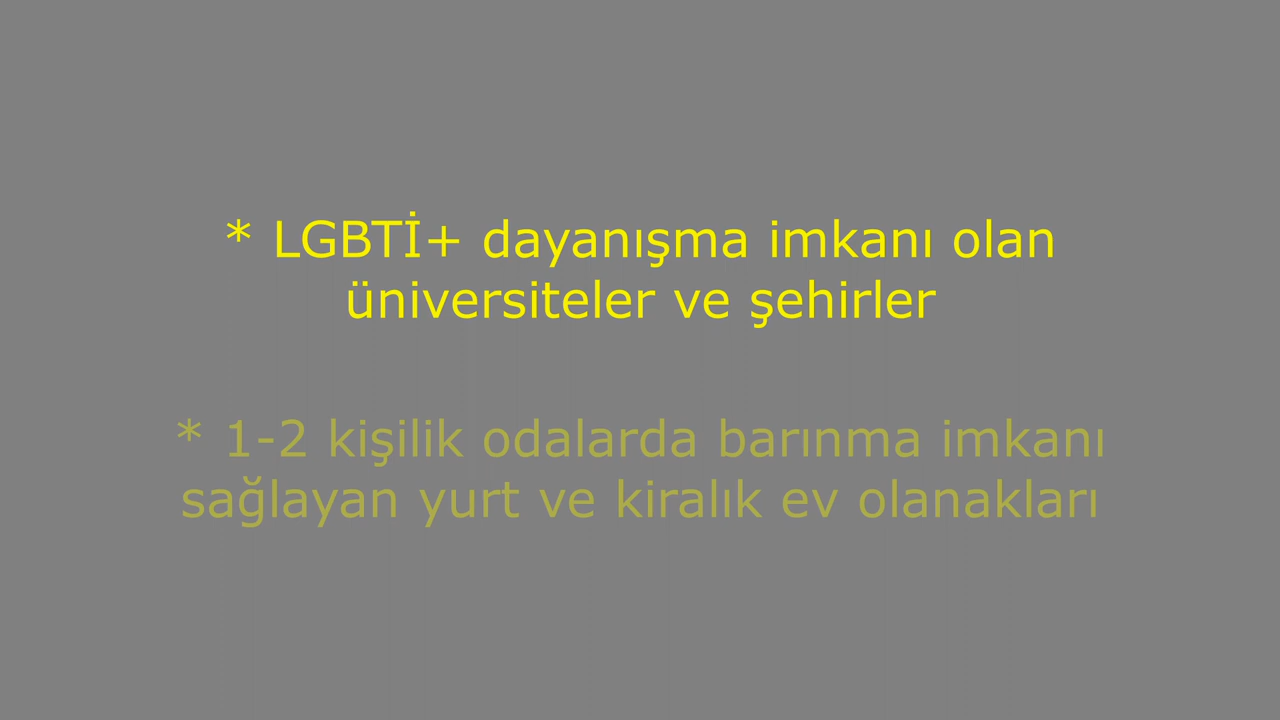 * LGBTİ+ dayanışma imkanı olan
üniversiteler ve şehirler
* 1-2 kişilik odalarda barınma imkanı
sağlayan yurt ve kiralık ev olanakları